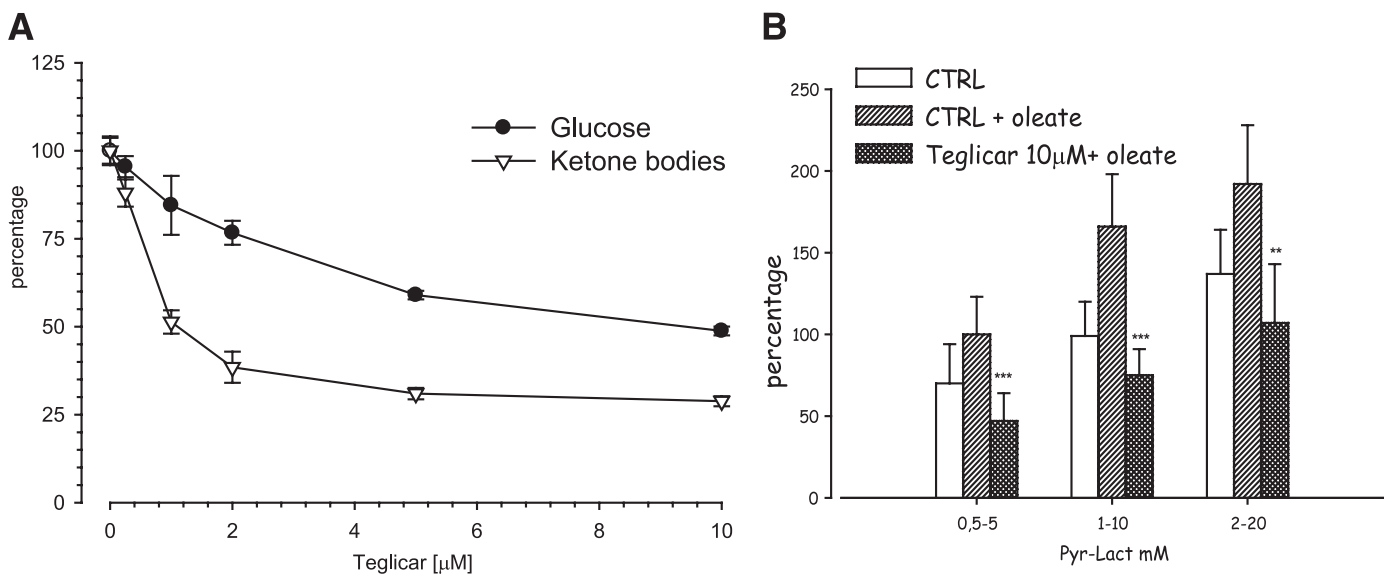 A
125
100
75
50
25
0
percentage
Glucose
Ketone bodies
0
2
4
6
8
10
Teglicar [μM]
B
CTRL
CTRL + oleate
Teglicar 10μM+ oleate
250
200
150
100
50
0
percentage
***
***
**
0,5-5
1-10
2-20
Pyr-Lact mM